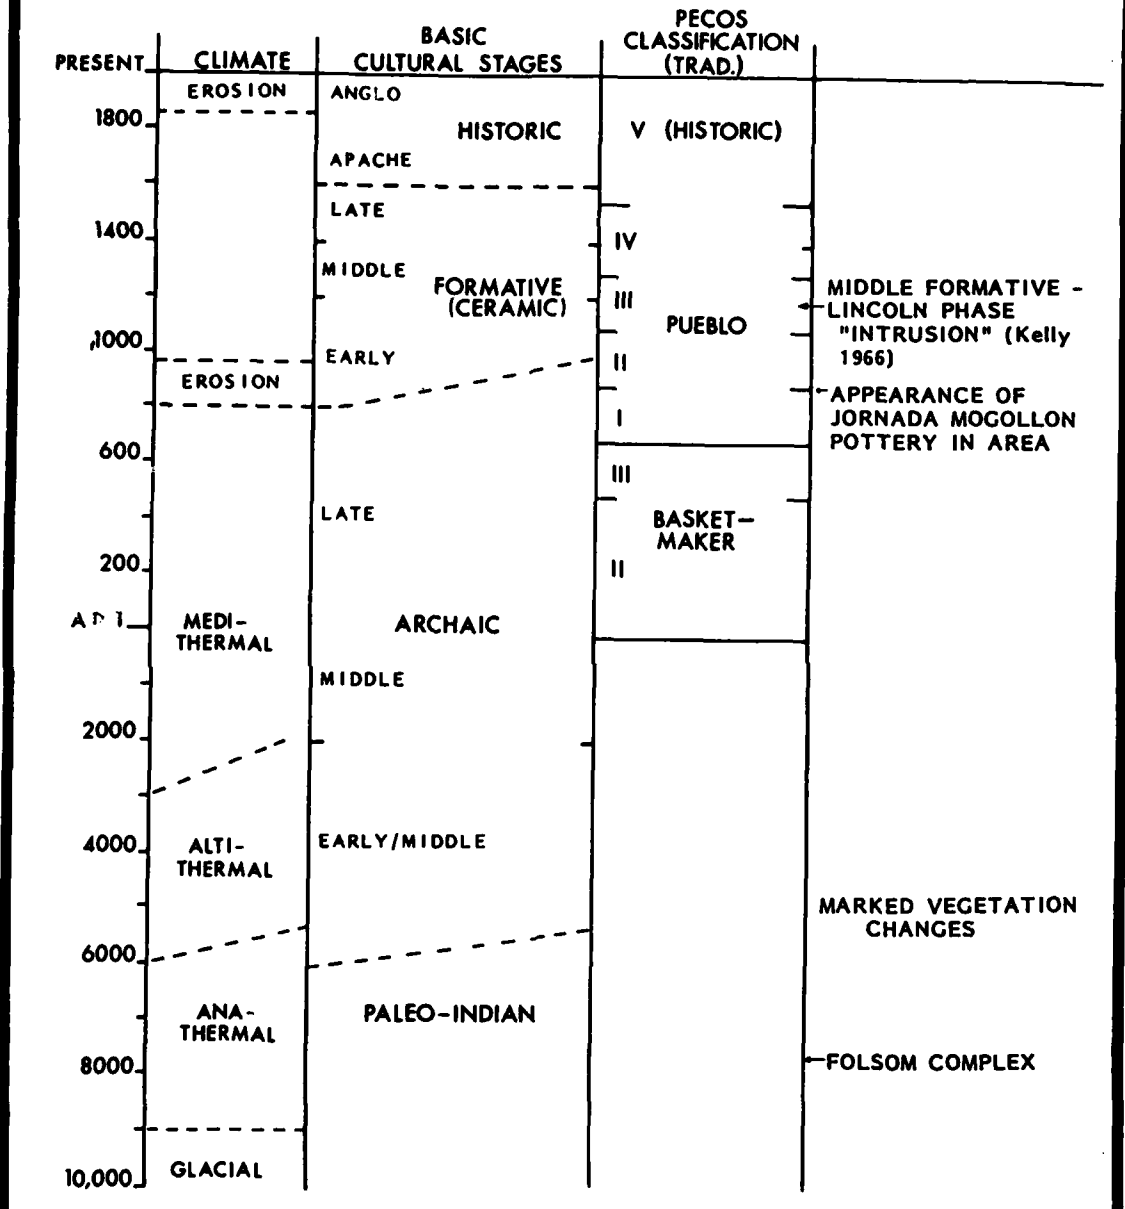 PRESENT
CLIMATE
BASIC
CULTURAL STAGES
PECOS
CLASSIFICATION
(TRAD.)
EROSION
ANGLO
1800
HISTORIC
V (HISTORIC)
APACHE
LATE
1400
IV
MIDDLE
FORMATIVE
(CERAMIC)
III
PUEBLO
MIDDLE FORMATIVE -
LINCOLN PHASE
"INTRUSION" (Kelly
1966)
1000
EARLY
II
EROSION
APPEARANCE OF
JORNADA MOGOLLON
POTTERY IN AREA
I
600
III
LATE
BASKET-
MAKER
200
II
MEDI-
THERMAL
ARCHAIC
MIDDLE
2000
4000
ALTI-
THERMAL
EARLY/MIDDLE
MARKED VEGETATION
CHANGES
6000
ANA-
THERMAL
PALEO-INDIAN
8000
FOLSOM COMPLEX
10,000
GLACIAL